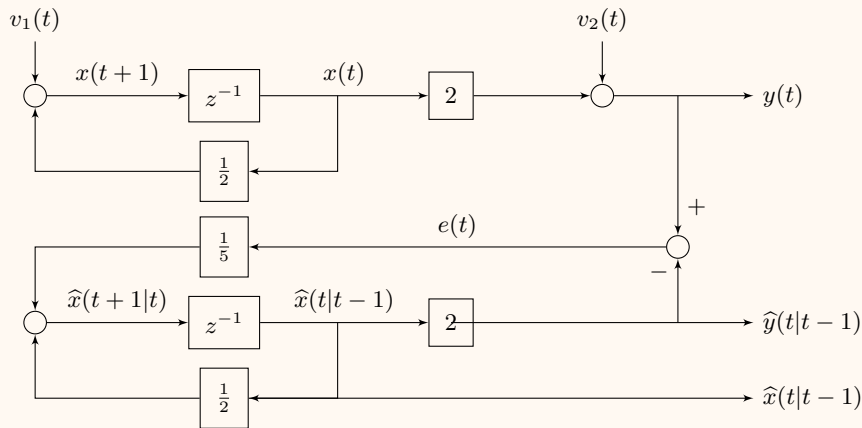 v₁(t)
v₂(t)
x(t + 1)
z⁻¹
x(t)
2
y(t)
1/2
+
e(t)
1/5
−
x̂(t + 1|t)
z⁻¹
x̂(t|t − 1)
2
ŷ(t|t − 1)
1/2
x̂(t|t − 1)